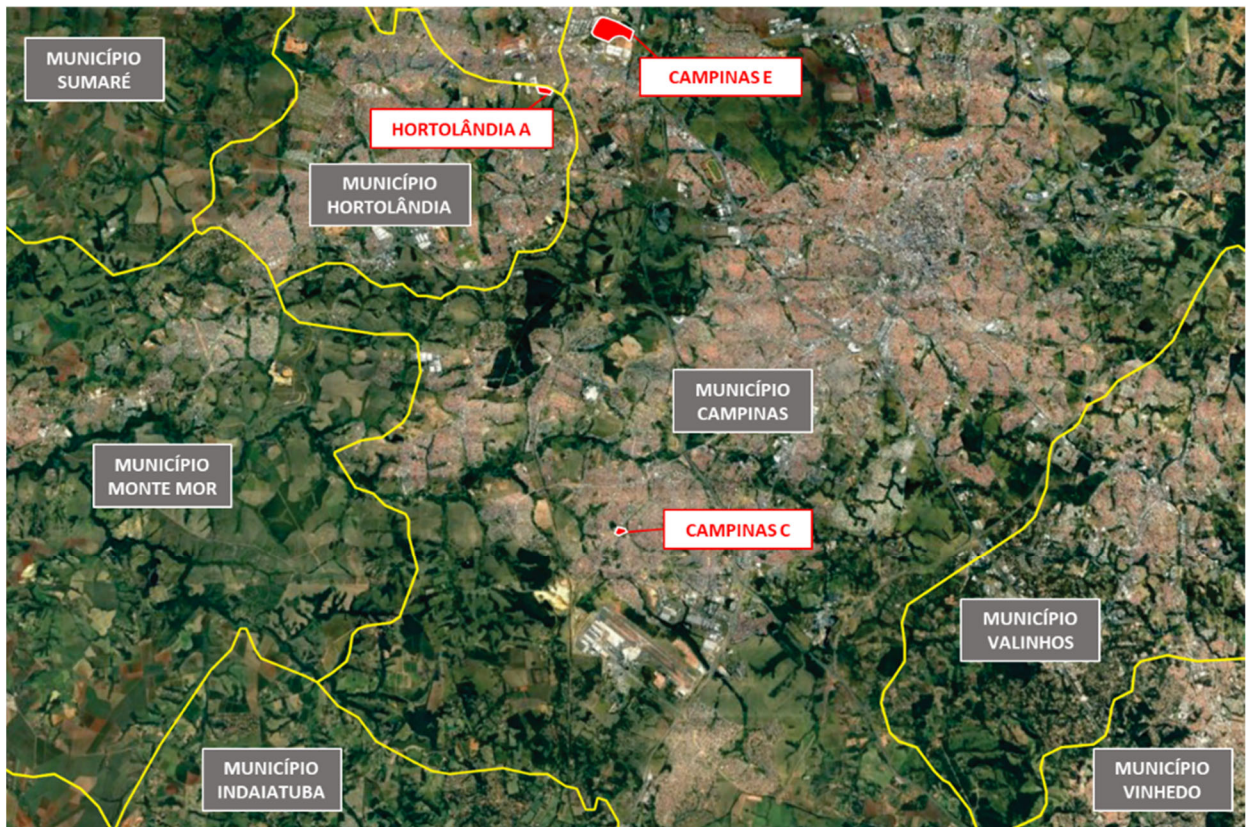 MUNICÍPIO
SUMARÉ
CAMPINAS E
HORTOLÂNDIA A
MUNICÍPIO
HORTOLÂNDIA
MUNICÍPIO
CAMPINAS
MUNICÍPIO
MONTE MOR
CAMPINAS C
MUNICÍPIO
VALINHOS
MUNICÍPIO
INDAIATUBA
MUNICÍPIO
VINHEDO